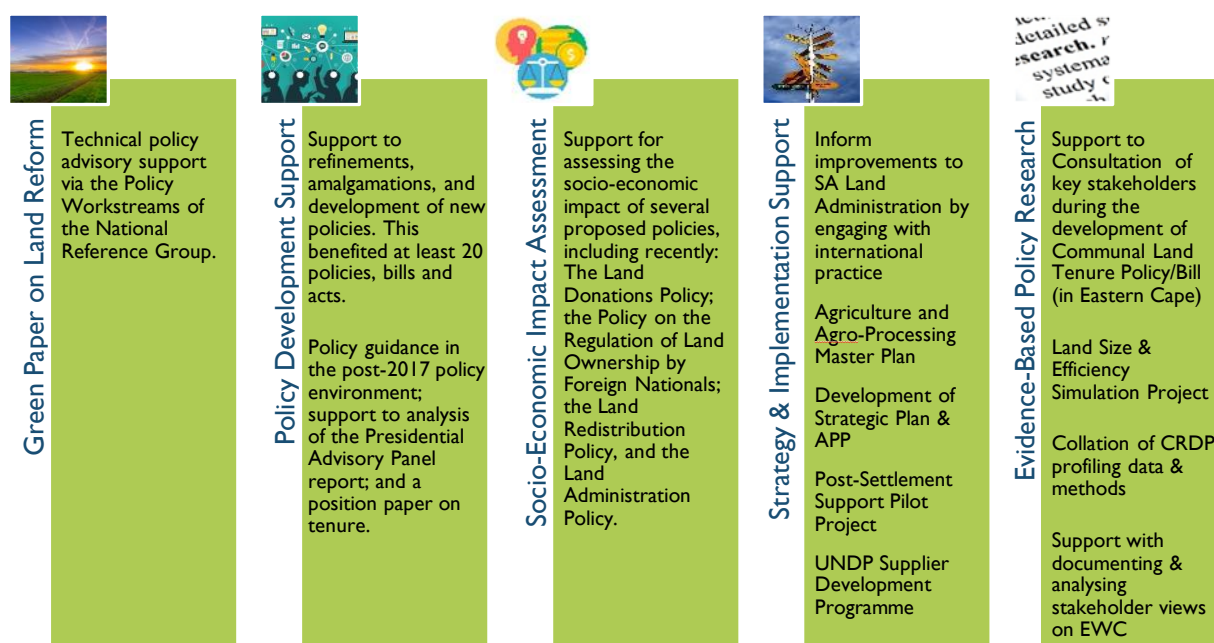 Green Paper on Land Reform
Technical policy
advisory support
via the Policy
Workstreams of
the National
Reference Group.
Policy Development Support
Support to
refinements,
amalgamations, and
development of new
policies. This
benefited at least 20
policies, bills and
acts.
Policy guidance in
the post-2017 policy
environment;
support to analysis
of the Presidential
Advisory Panel
report; and a
position paper on
tenure.
Socio-Economic Impact Assessment
Support for
assessing the
socio-economic
impact of several
proposed policies,
including recently:
The Land
Donations Policy;
the Policy on the
Regulation of Land
Ownership by
Foreign Nationals;
the Land
Redistribution
Policy, and the
Land
Administration
Policy.
Strategy & Implementation Support
Inform
improvements to
SA Land
Administration by
engaging with
international
practice
Agriculture and
Agro-Processing
Master Plan
Development of
Strategic Plan &
APP
Post-Settlement
Support Pilot
Project
UNDP Supplier
Development
Programme
detailed s
esearch. r
systema
study
Evidence-Based Policy Research
Support to
Consultation of
key stakeholders
during the
development of
Communal Land
Tenure Policy/Bill
(in Eastern Cape)
Land Size &
Efficiency
Simulation Project
Collation of CRDP
profiling data &
methods
Support with
documenting &
analysing
stakeholder views
on EWC